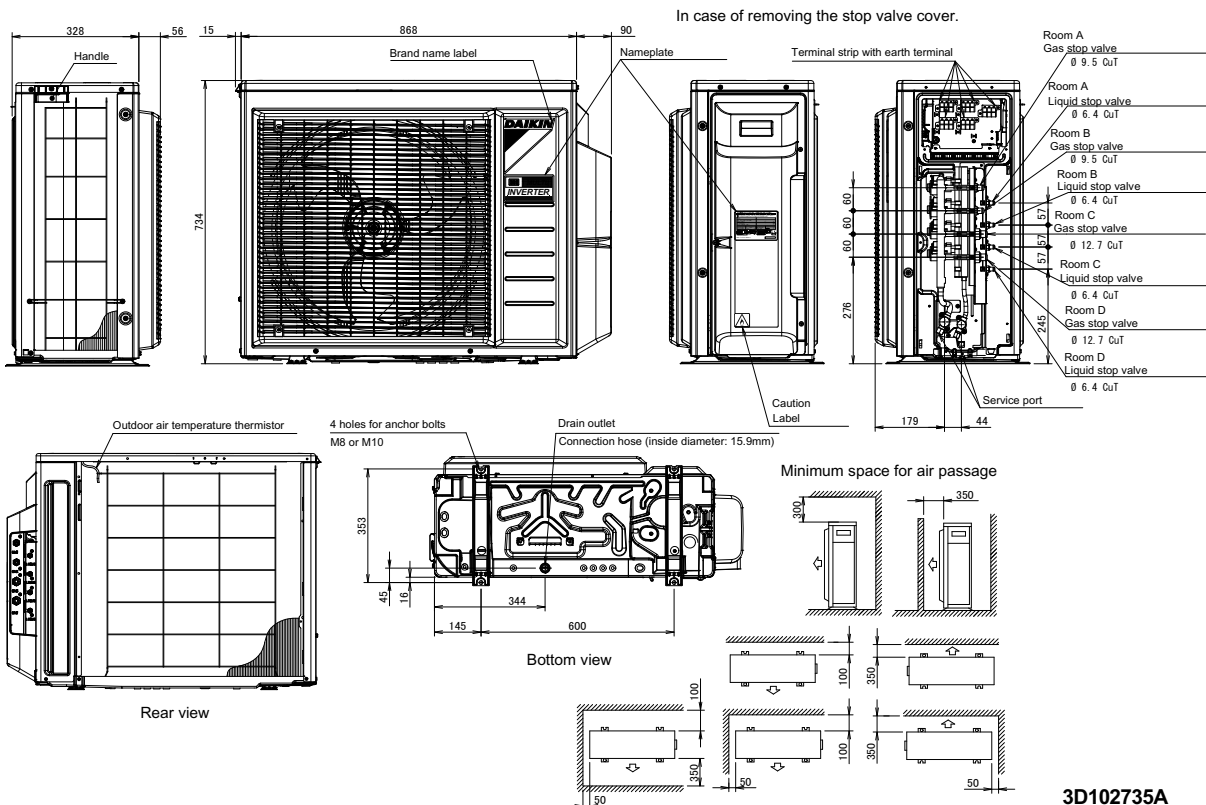 In case of removing the stop valve cover.
328
56
15
868
90
Handle
Brand name label
Nameplate
Terminal strip with earth terminal
Room A
Gas stop valve
Ø 9.5 CuT
Room A
Liquid stop valve
Ø 6.4 CuT
Room B
Gas stop valve
Ø 9.5 CuT
Room B
Liquid stop valve
Ø 6.4 CuT
Room C
Gas stop valve
Ø 12.7 CuT
Room C
Liquid stop valve
Ø 6.4 CuT
Room D
Gas stop valve
Ø 12.7 CuT
Room D
Liquid stop valve
Ø 6.4 CuT
DAIKIN
INVERTER
734
60
60
60
276
57
57
57
245
Caution
Label
Service port
179
44
Outdoor air temperature thermistor
4 holes for anchor bolts
M8 or M10
Drain outlet
Connection hose (inside diameter: 15.9mm)
353
45
16
344
145
600
Bottom view
Rear view
Minimum space for air passage
300
350
100
350
100
350
50
100
50
350
50
3D102735A